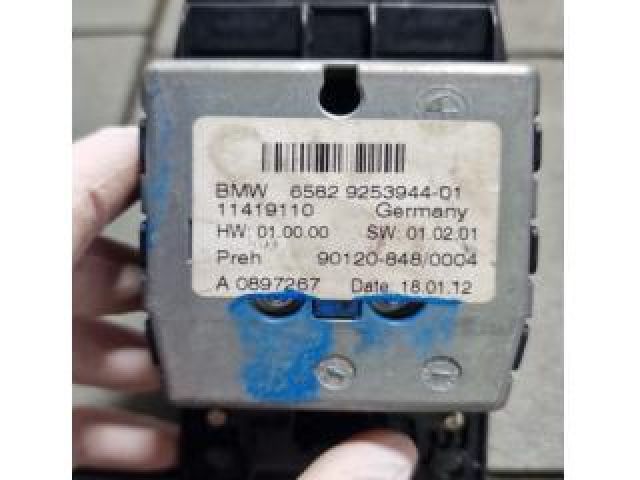 BMW 6582 9253944-01
11419110 Germany
HW: 01.00.00 SW: 01.02.01
Preh 90120-848/0004
A 0897267 Date: 18.01.12